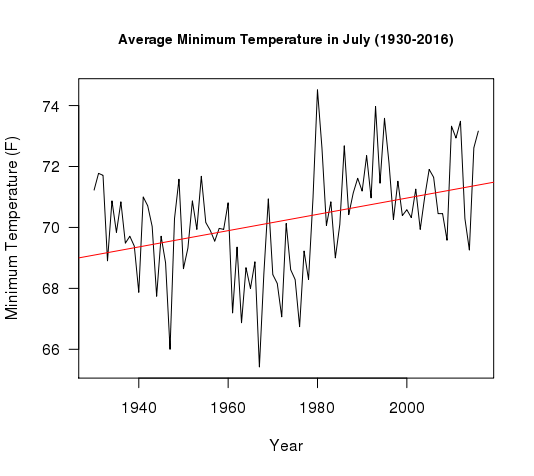 Average Minimum Temperature in July (1930-2016)
Minimum Temperature (F)
74
72
70
68
66
1940 1960 1980 2000
Year